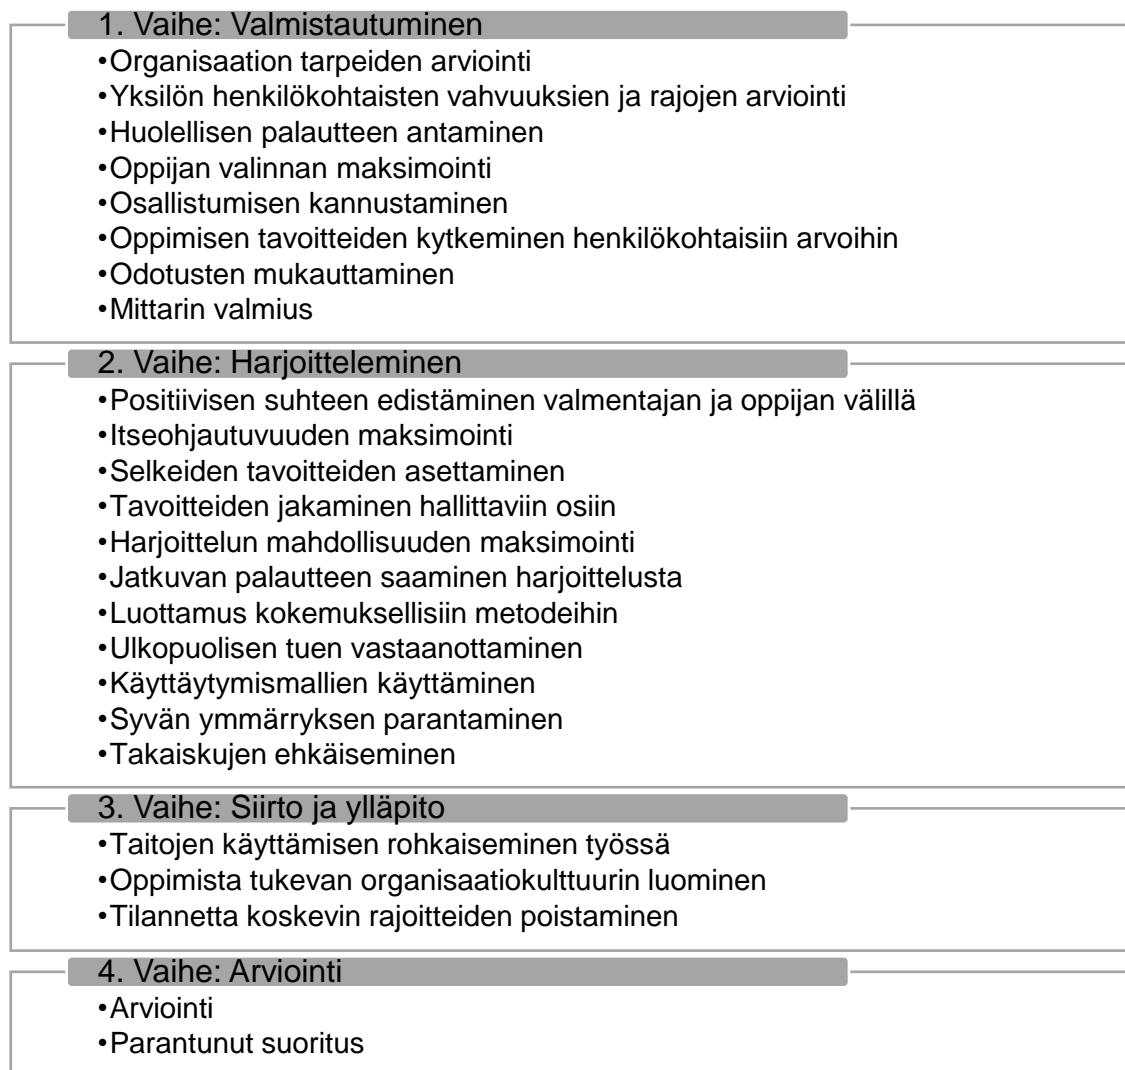 1. Vaihe: Valmistautuminen
•Organisaation tarpeiden arviointi
•Yksilön henkilökohtaisten vahvuuksien ja rajojen arviointi
•Huolellisen palautteen antaminen
•Oppijan valinnan maksimointi
•Osallistumisen kannustaminen
•Oppimisen tavoitteiden kytkeminen henkilökohtaisiin arvoihin
•Odotusten mukauttaminen
•Mittarin valmius
2. Vaihe: Harjoitteleminen
•Positiivisen suhteen edistäminen valmentajan ja oppijan välillä
•Itseohjautuvuuden maksimointi
•Selkeiden tavoitteiden asettaminen
•Tavoitteiden jakaminen hallittaviin osiin
•Harjoittelun mahdollisuuden maksimointi
•Jatkuvan palautteen saaminen harjoittelusta
•Luottamus kokemuksellisiin metodeihin
•Ulkopuolisen tuen vastaanottaminen
•Käyttäytymismallien käyttäminen
•Syvän ymmärryksen parantaminen
•Takaiskujen ehkäiseminen
3. Vaihe: Siirto ja ylläpito
•Taitojen käyttämisen rohkaiseminen työssä
•Oppimista tukevan organisaatiokulttuurin luominen
•Tilannetta koskevin rajoitteiden poistaminen
4. Vaihe: Arviointi
•Arviointi
•Parantunut suoritus